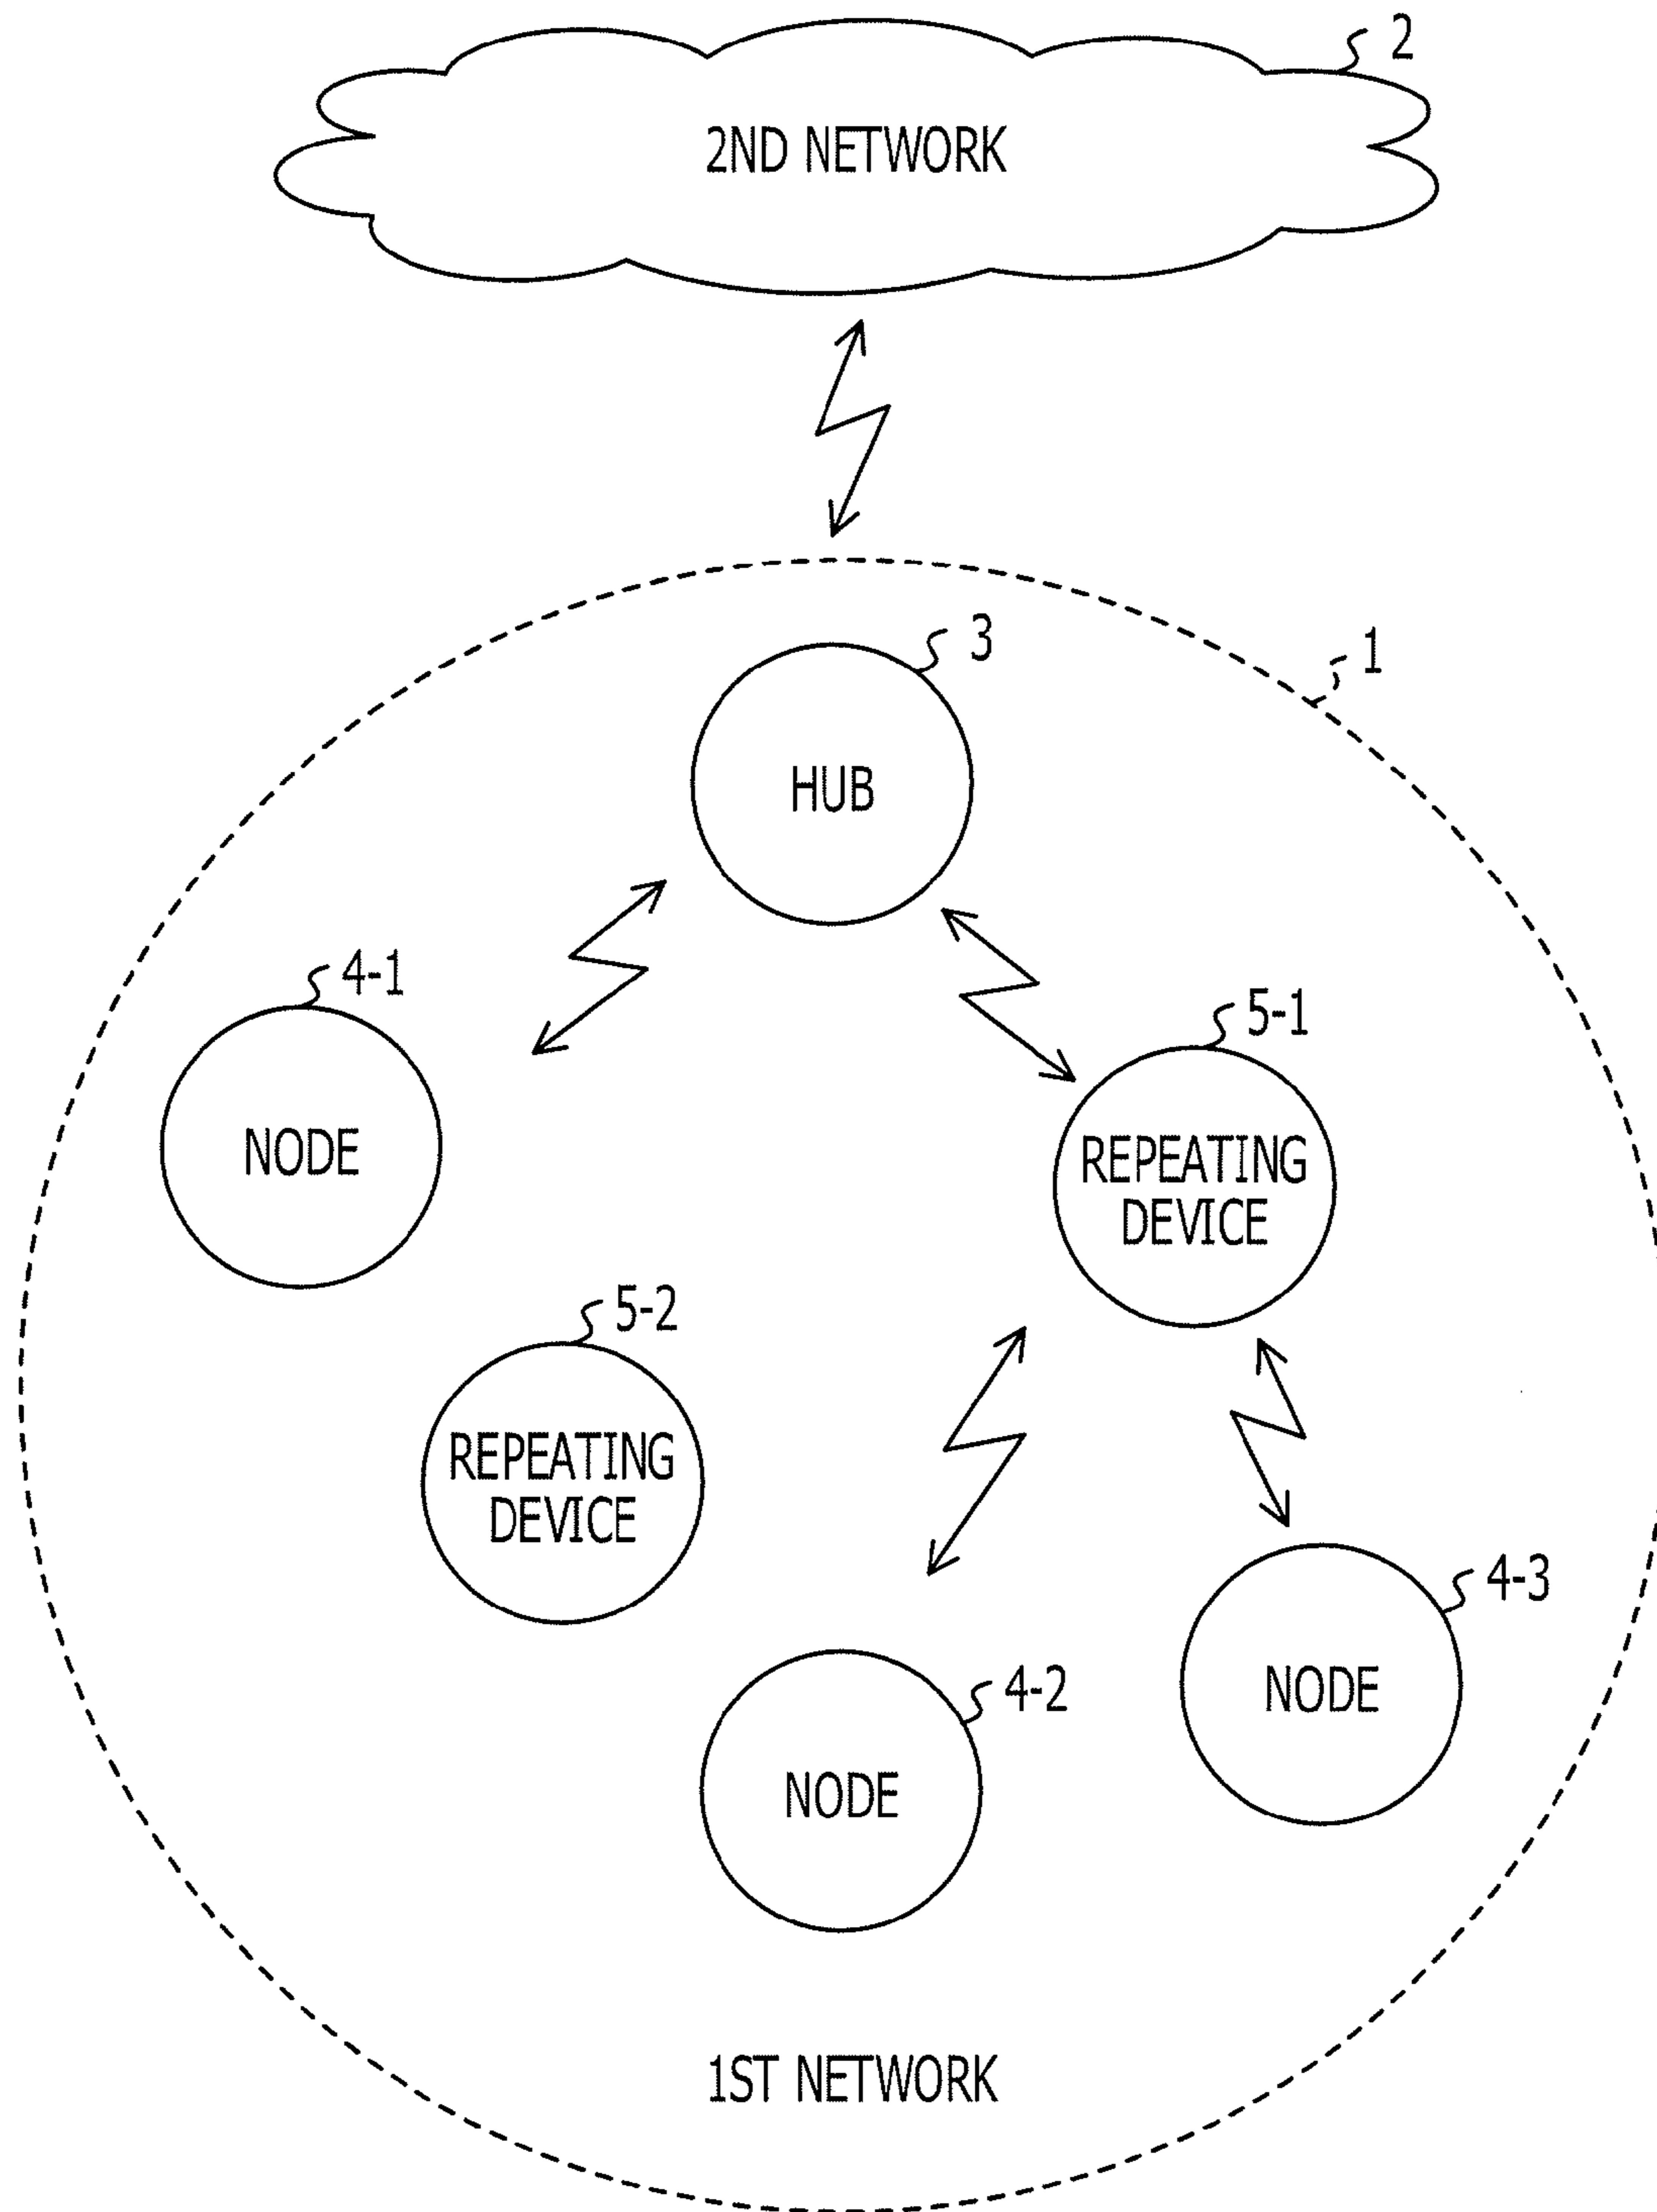 2
2ND NETWORK
3
1
HUB
4-1
5-1
NODE
REPEATING
DEVICE
5-2
REPEATING
DEVICE
4-3
4-2
NODE
NODE
1ST NETWORK